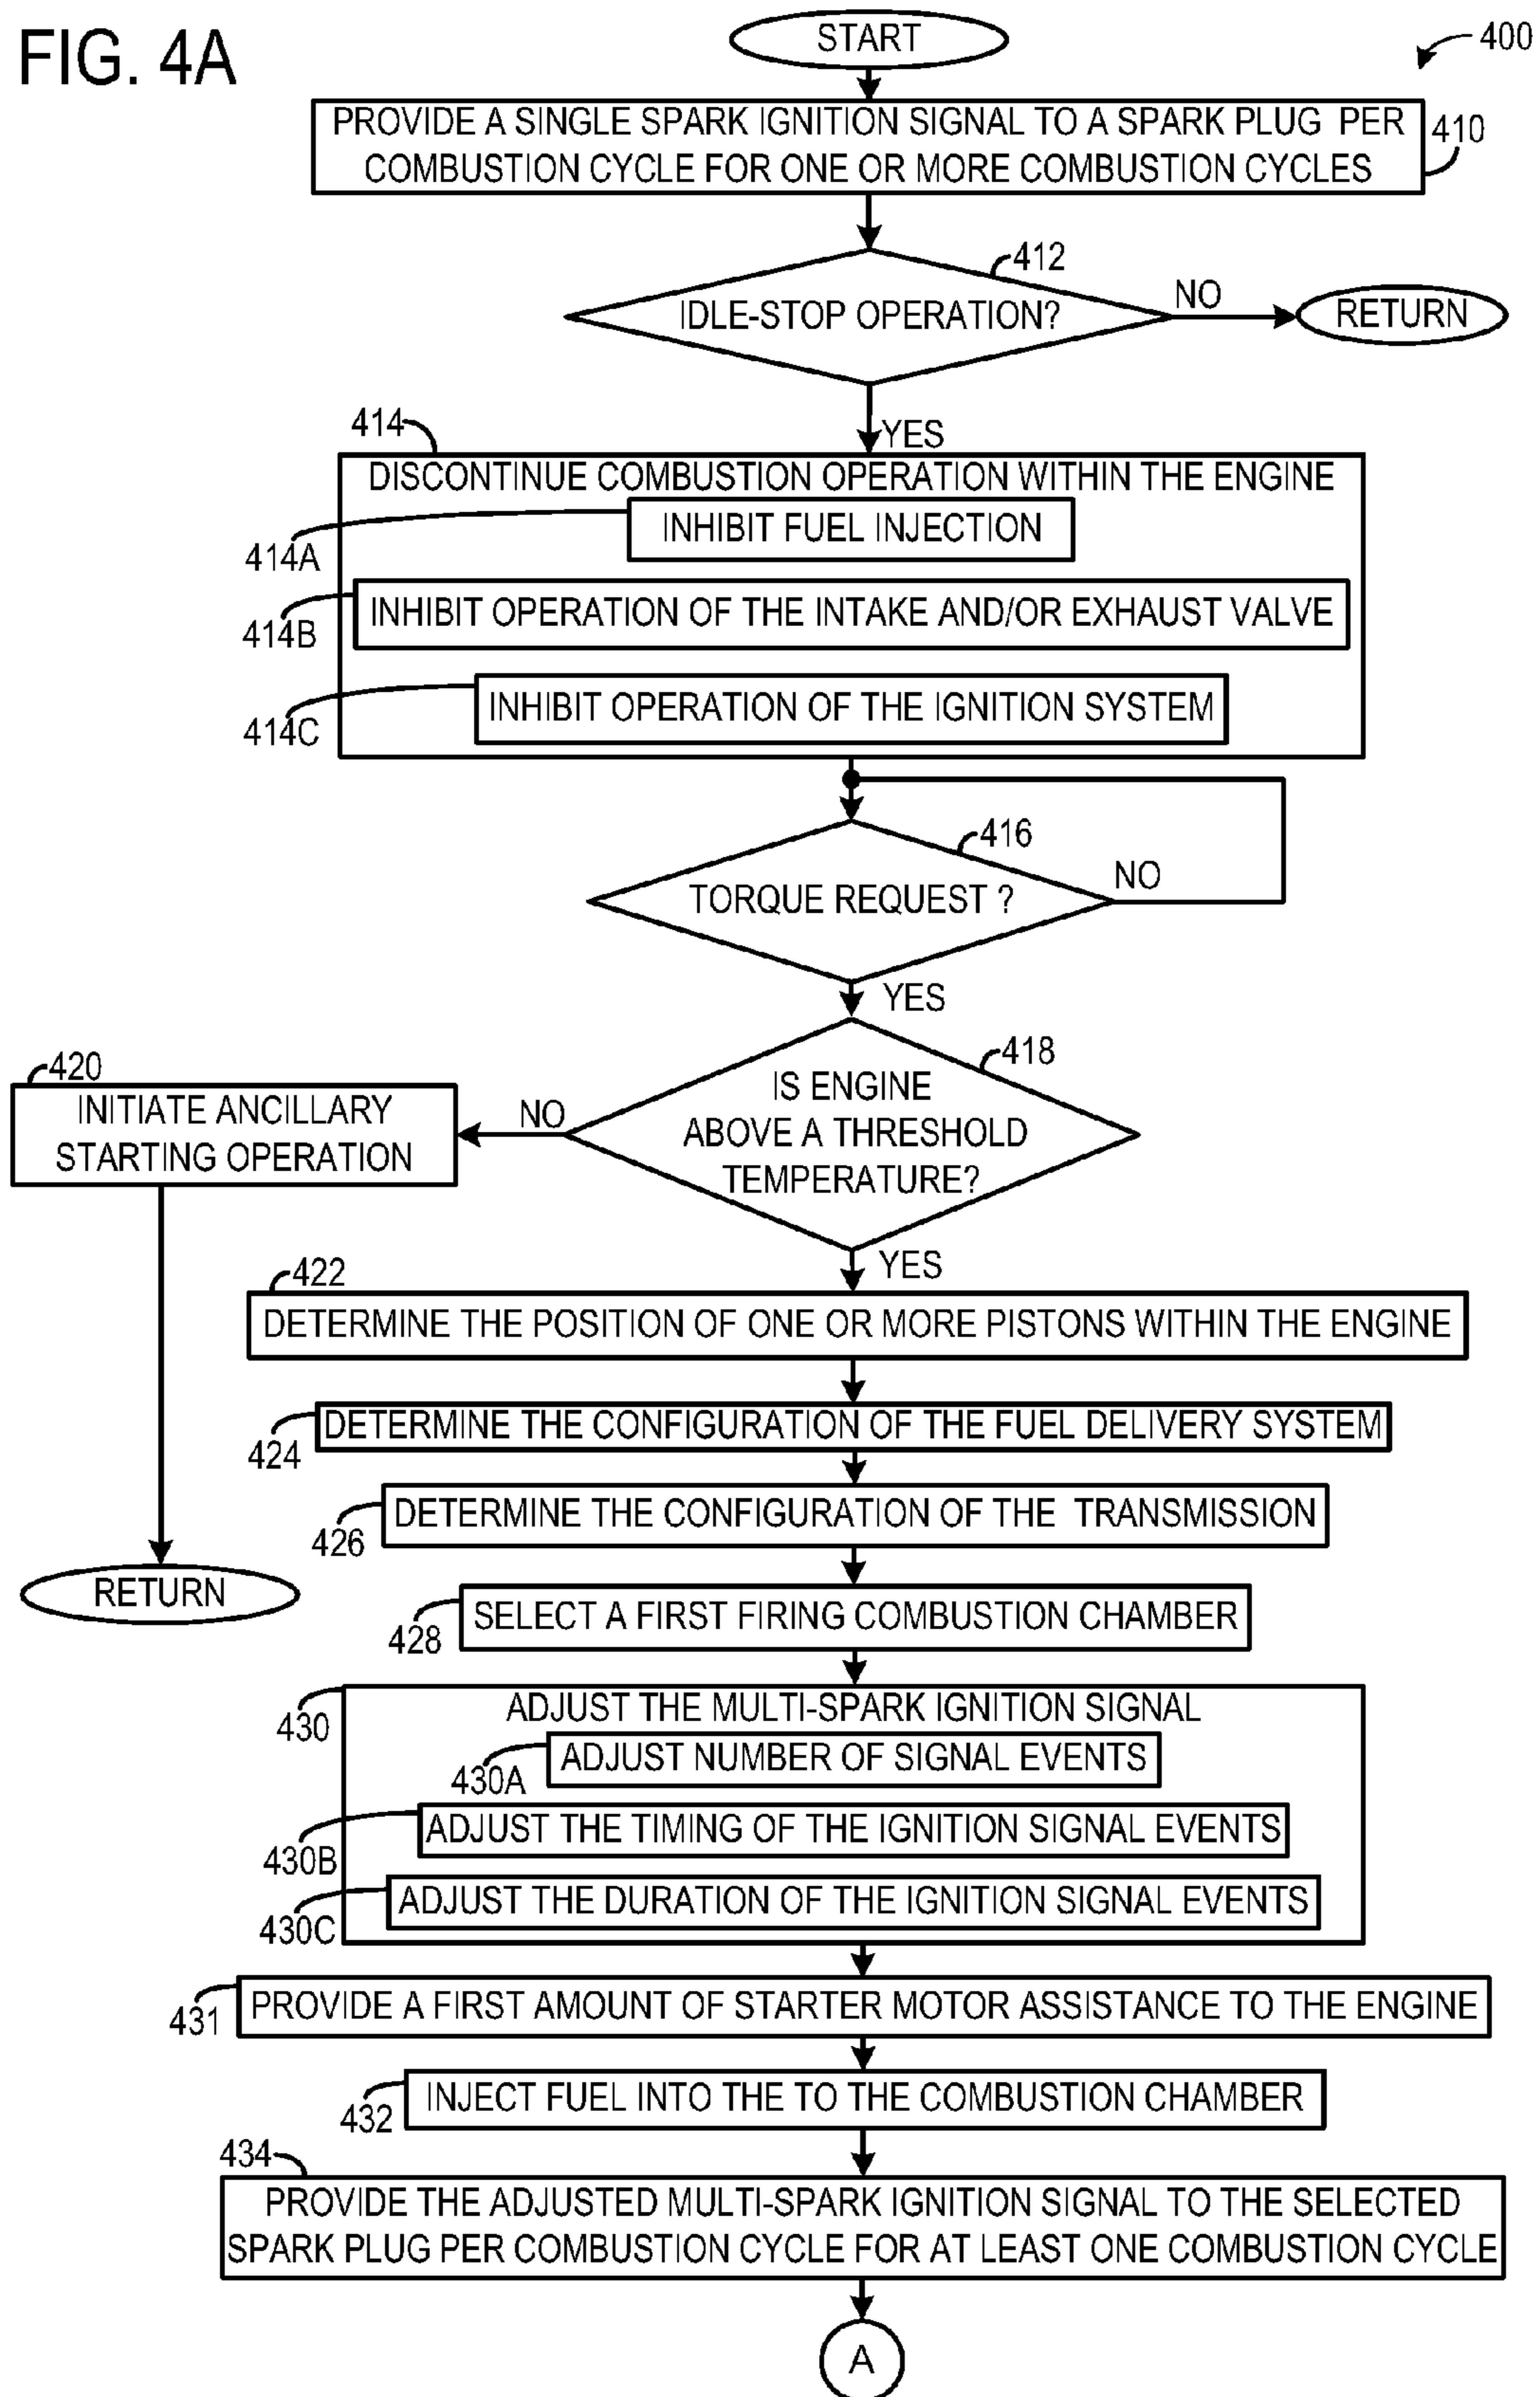 FIG. 4A
START
400
PROVIDE A SINGLE SPARK IGNITION SIGNAL TO A SPARK PLUG PER
COMBUSTION CYCLE FOR ONE OR MORE COMBUSTION CYCLES
410
412
IDLE-STOP OPERATION?
NO
RETURN
YES
414
DISCONTINUE COMBUSTION OPERATION WITHIN THE ENGINE
INHIBIT FUEL INJECTION
414A
INHIBIT OPERATION OF THE INTAKE AND/OR EXHAUST VALVE
414B
INHIBIT OPERATION OF THE IGNITION SYSTEM
414C
416
TORQUE REQUEST ?
NO
YES
418
IS ENGINE
ABOVE A THRESHOLD
TEMPERATURE?
NO
420
INITIATE ANCILLARY
STARTING OPERATION
RETURN
YES
422
DETERMINE THE POSITION OF ONE OR MORE PISTONS WITHIN THE ENGINE
DETERMINE THE CONFIGURATION OF THE FUEL DELIVERY SYSTEM
424
DETERMINE THE CONFIGURATION OF THE TRANSMISSION
426
SELECT A FIRST FIRING COMBUSTION CHAMBER
428
ADJUST THE MULTI-SPARK IGNITION SIGNAL
430
ADJUST NUMBER OF SIGNAL EVENTS
430A
ADJUST THE TIMING OF THE IGNITION SIGNAL EVENTS
430B
ADJUST THE DURATION OF THE IGNITION SIGNAL EVENTS
430C
PROVIDE A FIRST AMOUNT OF STARTER MOTOR ASSISTANCE TO THE ENGINE
431
INJECT FUEL INTO THE TO THE COMBUSTION CHAMBER
432
434
PROVIDE THE ADJUSTED MULTI-SPARK IGNITION SIGNAL TO THE SELECTED
SPARK PLUG PER COMBUSTION CYCLE FOR AT LEAST ONE COMBUSTION CYCLE
A